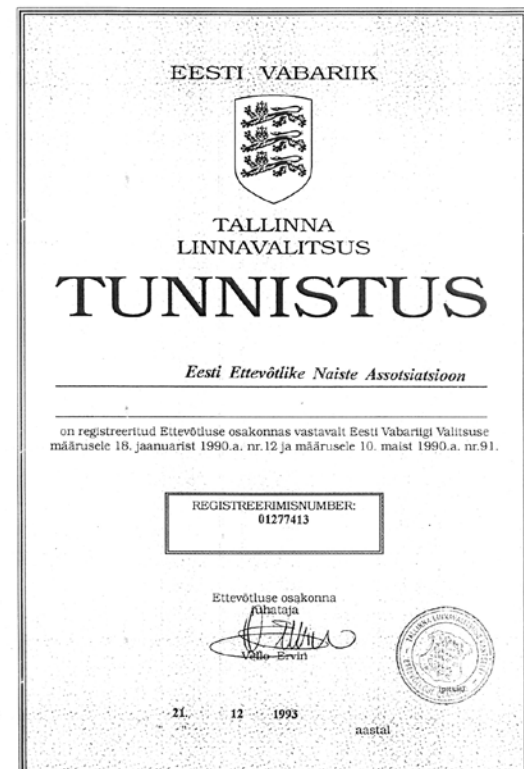 EESTI VABARIIK
TALLINNA
LINNAVALITSUS
TUNNISTUS
Eesti Ettevõtlike Naiste Assotsiatsioon
on registreeritud Ettevõtluse osakonnas vastavalt Eesti Vabariigi Valitsuse
määrusele 18. jaanuarist 1990.a. nr.12 ja määrusele 10. maist 1990.a. nr.91.
REGISTREERIMISNUMBER:
01277413
Ettevõtluse osakonna
juhataja
Vello Ervin
(pitsat)
21. 12 1993
aastal